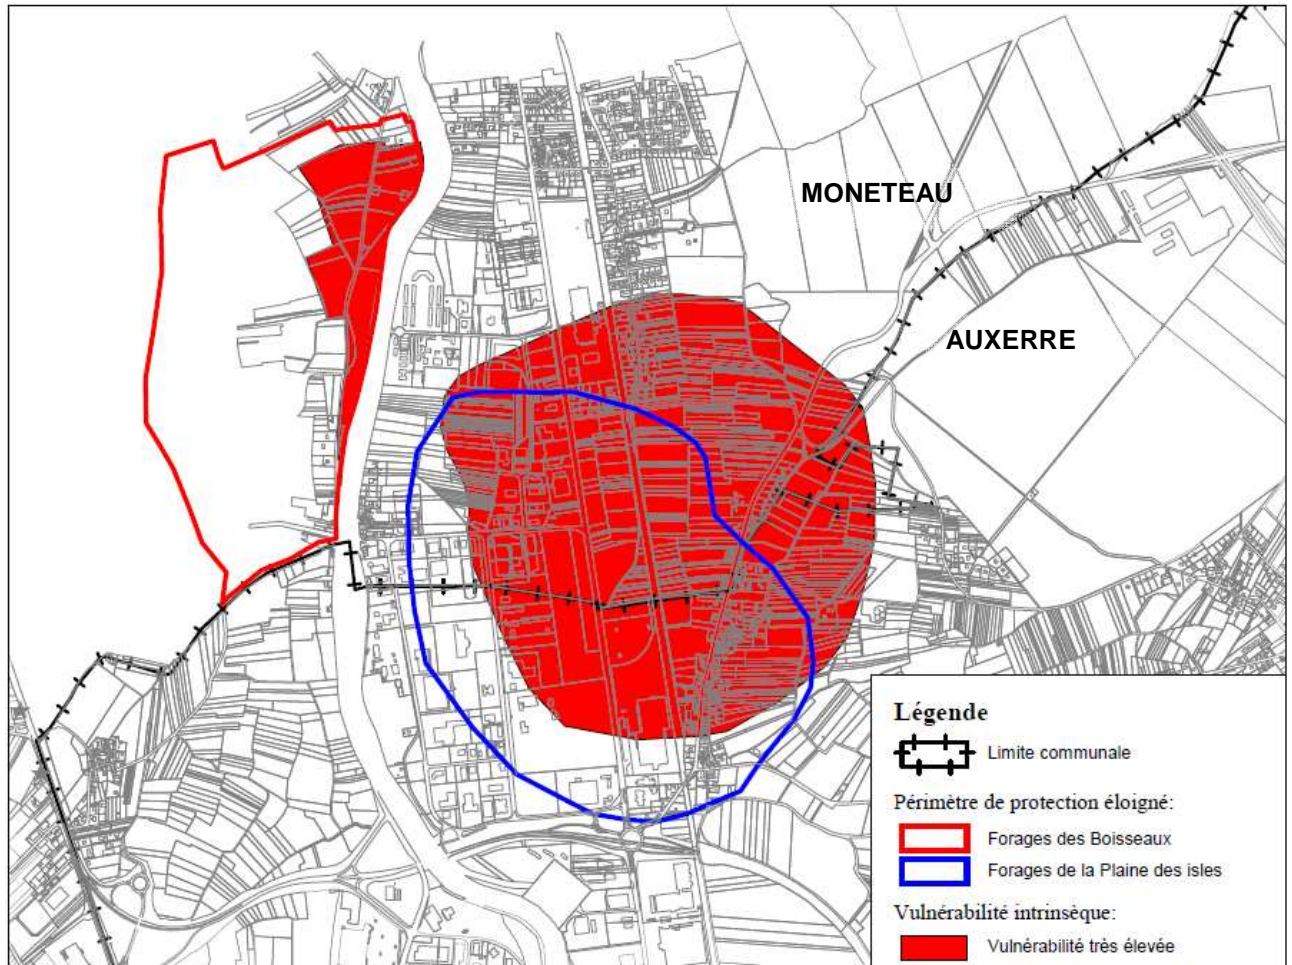 MONETEAU
AUXERRE
Légende
Limite communale
Périmètre de protection éloigné:
Forages des Boisseaux
Forages de la Plaine des isles
Vulnérabilité intrinsèque:
Vulnérabilité très élevée